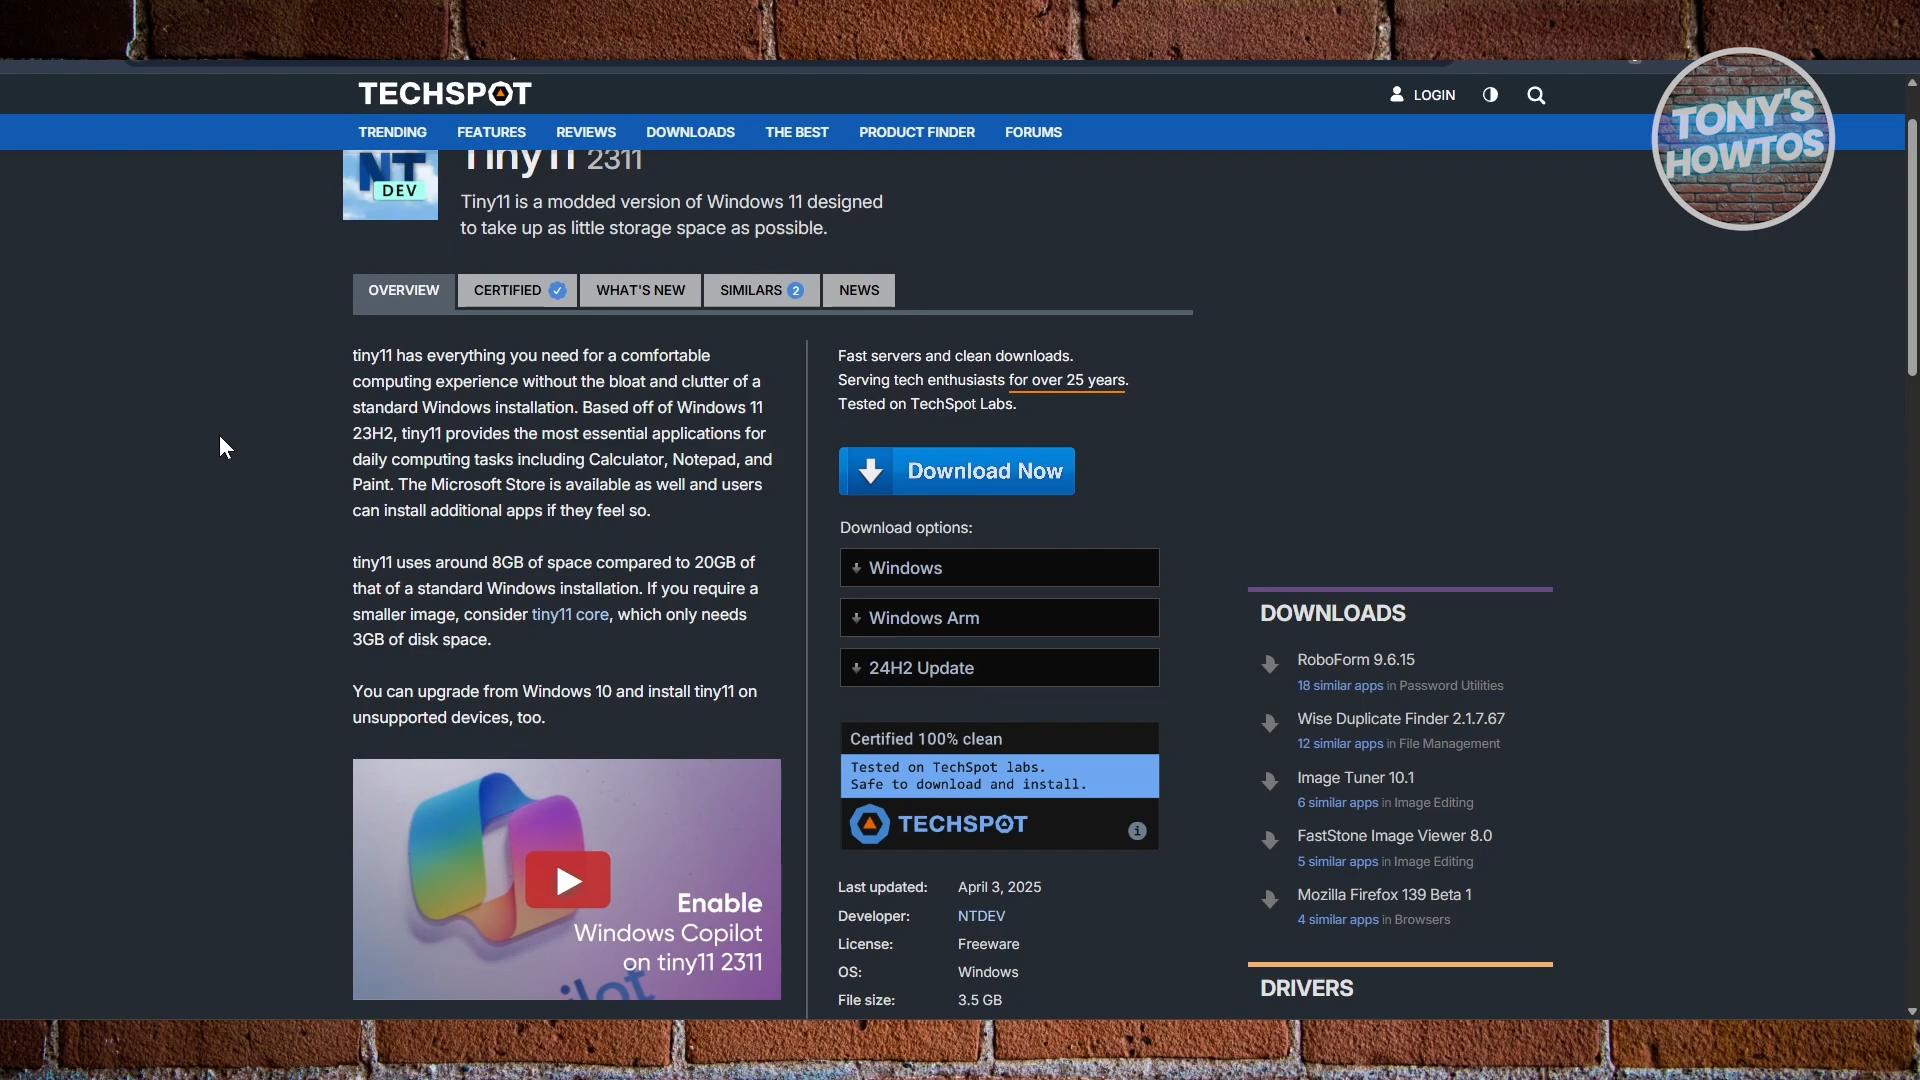 TECHSPOT
LOGIN
TONY'S
HOWTOS
TRENDING FEATURES REVIEWS DOWNLOADS THE BEST PRODUCT FINDER FORUMS
NT
DEV
Tiny11 2311
Tiny11 is a modded version of Windows 11 designed
to take up as little storage space as possible.
OVERVIEW CERTIFIED WHAT'S NEW SIMILARS 2 NEWS
tiny11 has everything you need for a comfortable
computing experience without the bloat and clutter of a
standard Windows installation. Based off of Windows 11
23H2, tiny11 provides the most essential applications for
daily computing tasks including Calculator, Notepad, and
Paint. The Microsoft Store is available as well and users
can install additional apps if they feel so.
tiny11 uses around 8GB of space compared to 20GB of
that of a standard Windows installation. If you require a
smaller image, consider tiny11 core, which only needs
3GB of disk space.
You can upgrade from Windows 10 and install tiny11 on
unsupported devices, too.
Enable
Windows Copilot
on tiny11 2311
ilot
Fast servers and clean downloads.
Serving tech enthusiasts for over 25 years.
Tested on TechSpot Labs.
Download Now
Download options:
Windows
Windows Arm
24H2 Update
Certified 100% clean
Tested on TechSpot labs.
Safe to download and install.
TECHSPOT
Last updated: April 3, 2025
Developer: NTDEV
License: Freeware
OS: Windows
File size: 3.5 GB
DOWNLOADS
RoboForm 9.6.15
18 similar apps in Password Utilities
Wise Duplicate Finder 2.1.7.67
12 similar apps in File Management
Image Tuner 10.1
6 similar apps in Image Editing
FastStone Image Viewer 8.0
5 similar apps in Image Editing
Mozilla Firefox 139 Beta 1
4 similar apps in Browsers
DRIVERS